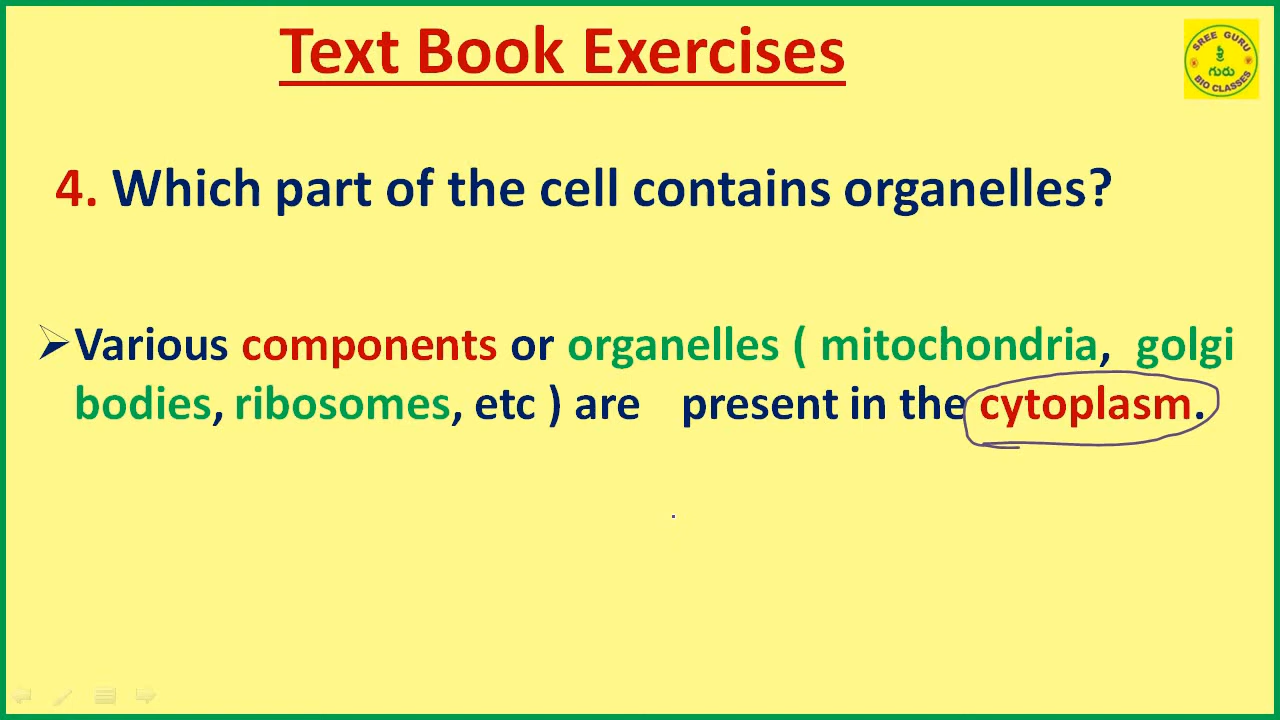 Text Book Exercises
SREE GURU
ಶ್ರೀ
ಗುರು
BIO CLASSES
4. Which part of the cell contains organelles?
➢Various components or organelles ( mitochondria, golgi
bodies, ribosomes, etc ) are present in the cytoplasm.